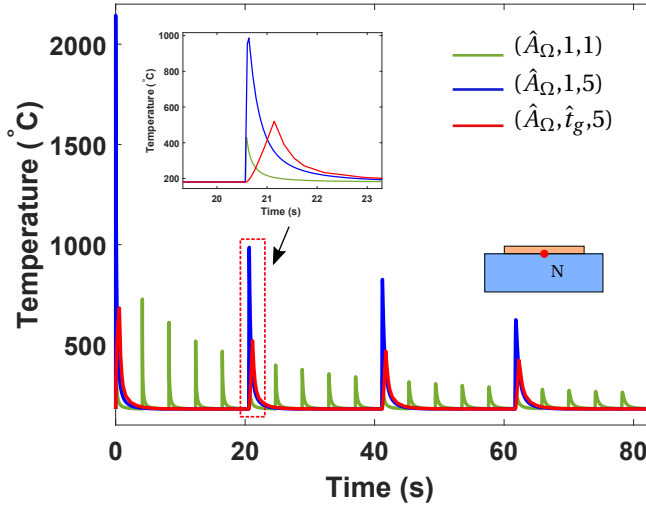 2000
1500
1000
500
0
20
40
60
80
Temperature (°C)
Time (s)
1000
800
600
400
200
20
21
22
23
Temperature (°C)
Time (s)
(Â_Ω,1,1)
(Â_Ω,1,5)
(Â_Ω,t̂_g,5)
N